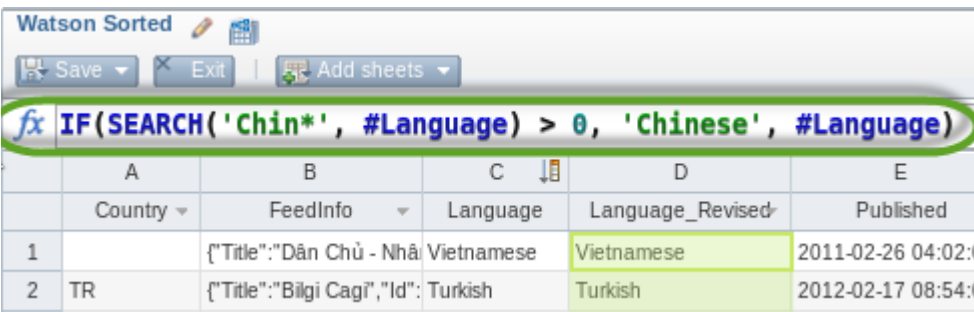 Watson Sorted
Save Exit Add sheets
fx IF(SEARCH('Chin*', #Language) > 0, 'Chinese', #Language)
A B C D E
Country FeedInfo Language Language_Revised Published
1 {"Title":"Dân Chủ - Nhâ Vietnamese Vietnamese 2011-02-26 04:02:
2 TR {"Title":"Bilgi Cagi","Id": Turkish Turkish 2012-02-17 08:54: